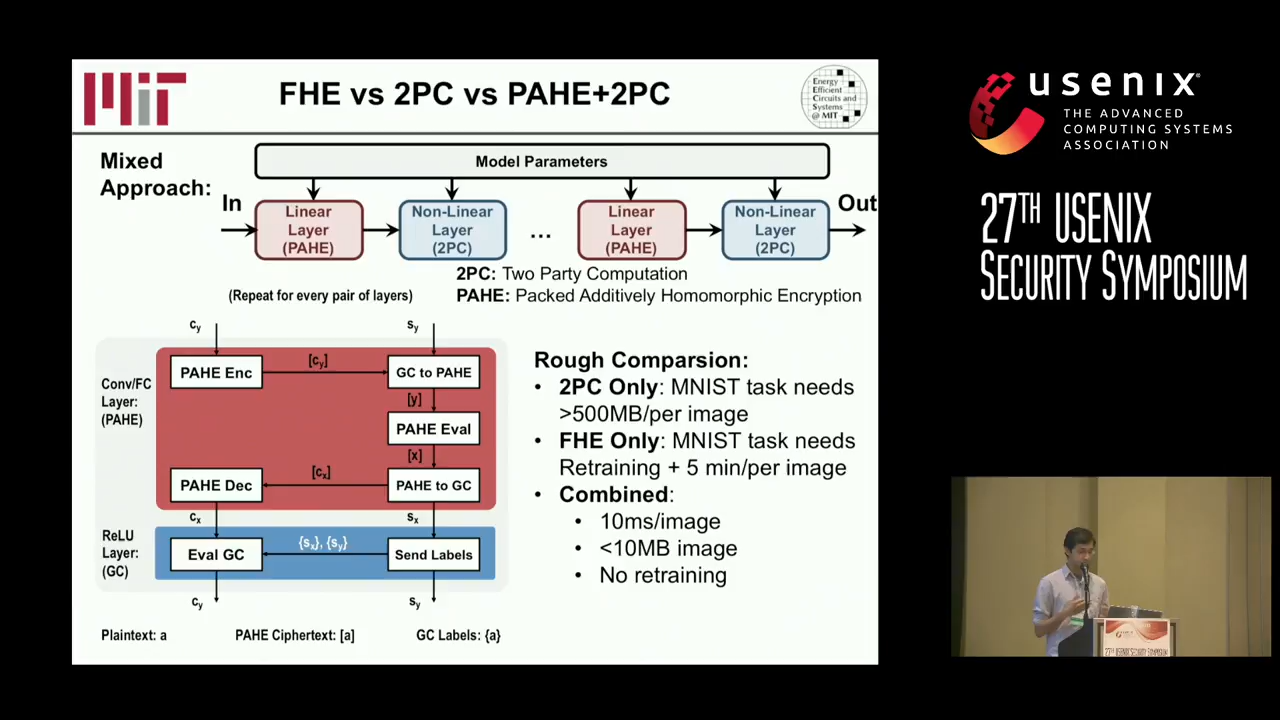 MIT
FHE vs 2PC vs PAHE+2PC
Energy
Efficient
Circuits and
Systems
@ MIT
Mixed
Approach:
Model Parameters
In
Linear
Layer
(PAHE)
Non-Linear
Layer
(2PC)
...
Linear
Layer
(PAHE)
Non-Linear
Layer
(2PC)
Out
2PC: Two Party Computation
(Repeat for every pair of layers)
PAHE: Packed Additively Homomorphic Encryption
cy
sy
Conv/FC
Layer:
(PAHE)
PAHE Enc
[cy]
GC to PAHE
[y]
PAHE Eval
[x]
PAHE Dec
[cx]
PAHE to GC
cx
sx
ReLU
Layer:
(GC)
Eval GC
{sx}, {sy}
Send Labels
cy
sy
Plaintext: a
PAHE Ciphertext: [a]
GC Labels: {a}
Rough Comparsion:
• 2PC Only: MNIST task needs
>500MB/per image
• FHE Only: MNIST task needs
Retraining + 5 min/per image
• Combined:
• 10ms/image
• <10MB image
• No retraining
usenix
THE ADVANCED
COMPUTING SYSTEMS
ASSOCIATION
27TH USENIX
SECURITY SYMPOSIUM
27TH USENIX SECURITY SYMPOSIUM